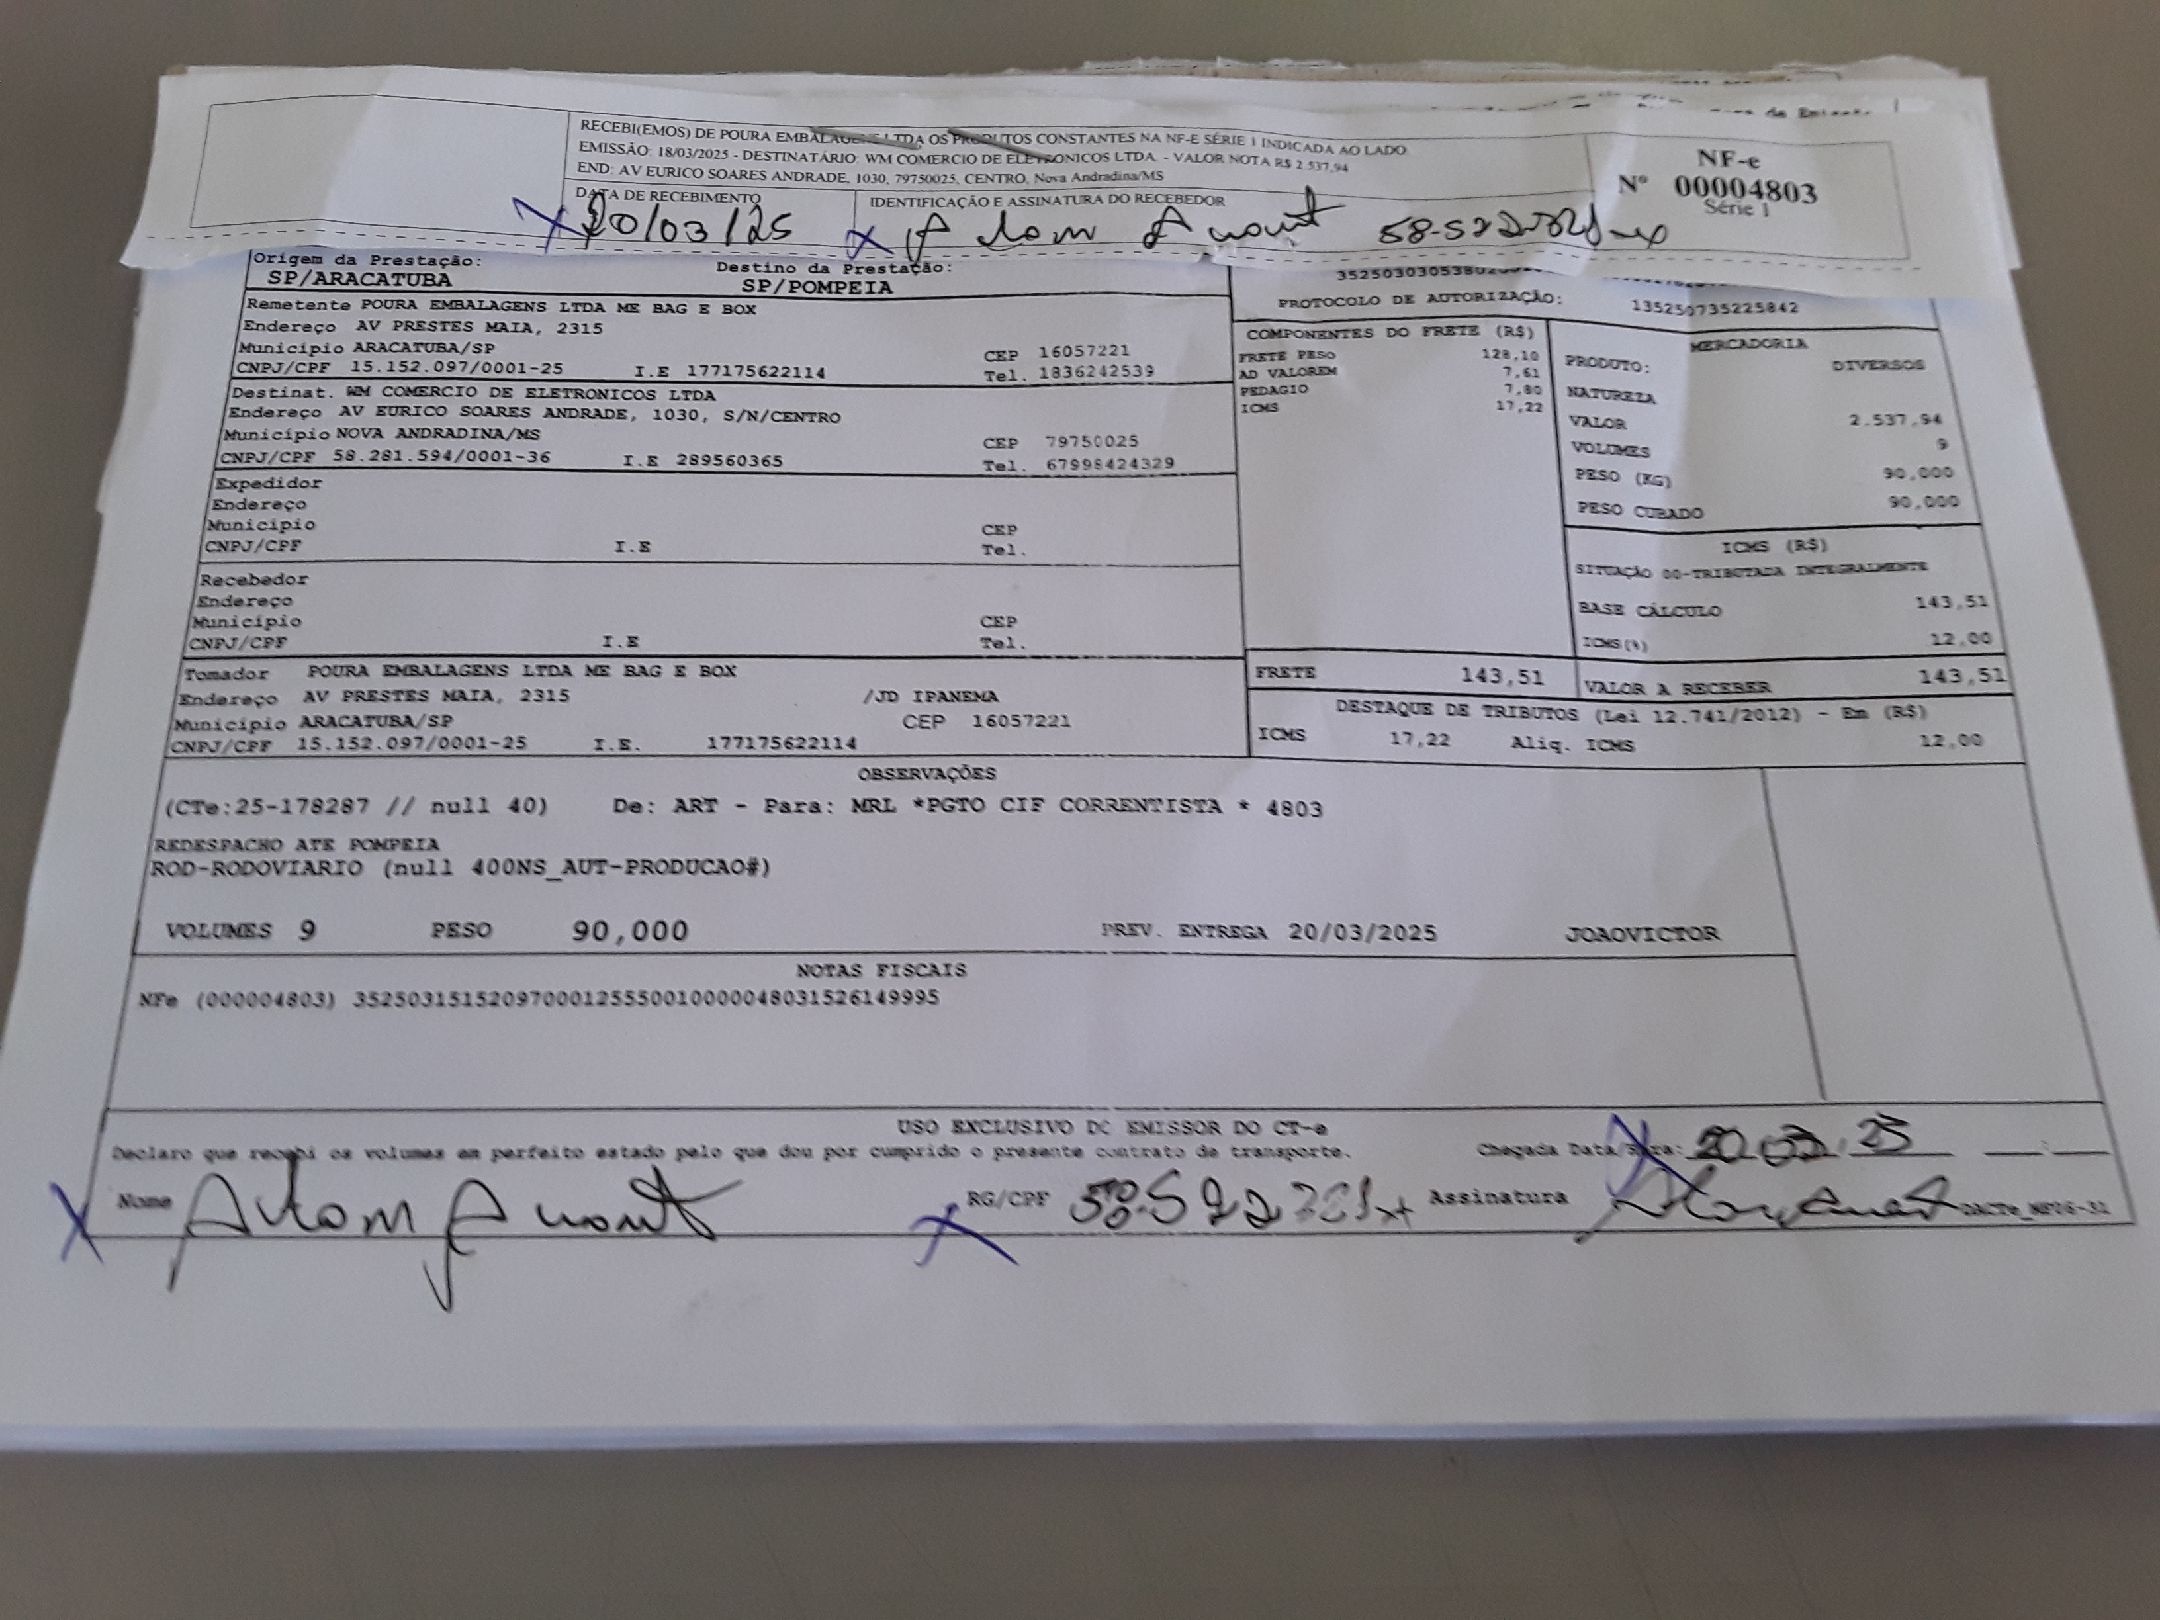 RECEBI(EMOS) DE POURA EMBALAGENS LTDA OS PRODUTOS CONSTANTES NA NF-E SÉRIE 1 INDICADA AO LADO
EMISSÃO: 18/03/2025 - DESTINATÁRIO: WM COMERCIO DE ELETRONICOS LTDA. - VALOR NOTA R$ 2.537,94
END: AV EURICO SOARES ANDRADE, 1030, 79750025, CENTRO, Nova Andradina/MS
DATA DE RECEBIMENTO IDENTIFICAÇÃO E ASSINATURA DO RECEBEDOR
20/03/25
NF-e
Nº 00004803
Série 1
Origem da Prestação: Destino da Prestação:
SP/ARACATUBA SP/POMPEIA
Remetente POURA EMBALAGENS LTDA ME BAG E BOX
Endereço AV PRESTES MAIA, 2315
Município ARACATUBA/SP CEP 16057221
CNPJ/CPF 15.152.097/0001-25 I.E 177175622114 Tel. 1836242539
Destinat. WM COMERCIO DE ELETRONICOS LTDA
Endereço AV EURICO SOARES ANDRADE, 1030, S/N/CENTRO
Município NOVA ANDRADINA/MS CEP 79750025
CNPJ/CPF 58.281.594/0001-36 I.E 289560365 Tel. 67998424329
Expedidor
Endereço
Município CEP
CNPJ/CPF I.E Tel.
Recebedor
Endereço
Município CEP
CNPJ/CPF I.E Tel.
Tomador POURA EMBALAGENS LTDA ME BAG E BOX
Endereço AV PRESTES MAIA, 2315 /JD IPANEMA
Município ARACATUBA/SP CEP 16057221
CNPJ/CPF 15.152.097/0001-25 I.E. 177175622114
PROTOCOLO DE AUTORIZAÇÃO: 135250735225842
COMPONENTES DO FRETE (R$)
FRETE PESO 128,10
AD VALOREM 7,61
PEDAGIO 7,80
ICMS 17,22
MERCADORIA
PRODUTO: DIVERSOS
NATUREZA
VALOR 2.537,94
VOLUMES 9
PESO (KG) 90,000
PESO CUBADO 90,000
ICMS (R$)
SITUAÇÃO 00-TRIBUTADA INTEGRALMENTE
BASE CÁLCULO 143,51
ICMS(%) 12,00
FRETE 143,51 VALOR A RECEBER 143,51
DESTAQUE DE TRIBUTOS (Lei 12.741/2012) - Em (R$)
ICMS 17,22 Aliq. ICMS 12,00
OBSERVAÇÕES
(CTe:25-178287 // null 40) De: ART - Para: MRL *PGTO CIF CORRENTISTA * 4803
REDESPACHO ATE POMPEIA
ROD-RODOVIARIO (null 400NS_AUT-PRODUCAO#)
VOLUMES 9 PESO 90,000 PREV. ENTREGA 20/03/2025 JOAOVICTOR
NOTAS FISCAIS
NFe (000004803) 35250315152097000125550010000048031526149995
USO EXCLUSIVO DO EMISSOR DO CT-e
Declaro que recebi os volumes em perfeito estado pelo que dou por cumprido o presente contrato de transporte. Chegada Data/Hora: 20 03 25
Nome RG/CPF Assinatura